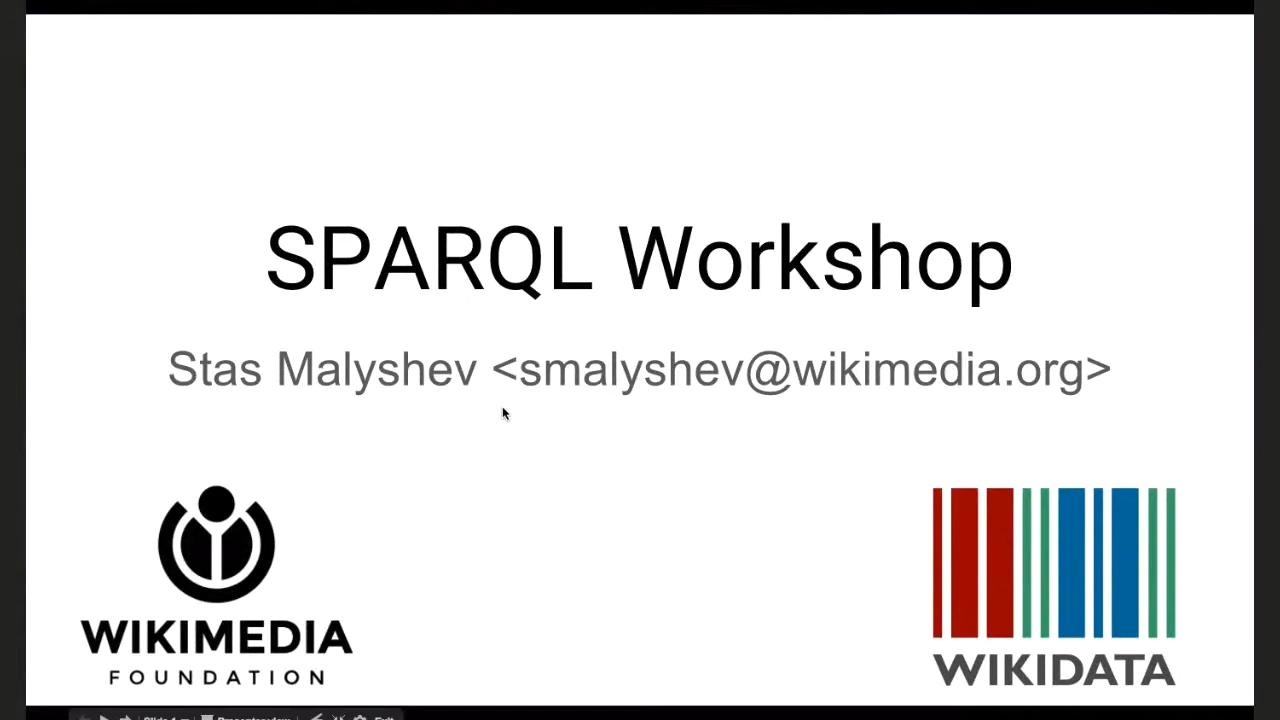 SPARQL Workshop
Stas Malyshev <smalyshev@wikimedia.org>
WIKIMEDIA
FOUNDATION
WIKIDATA